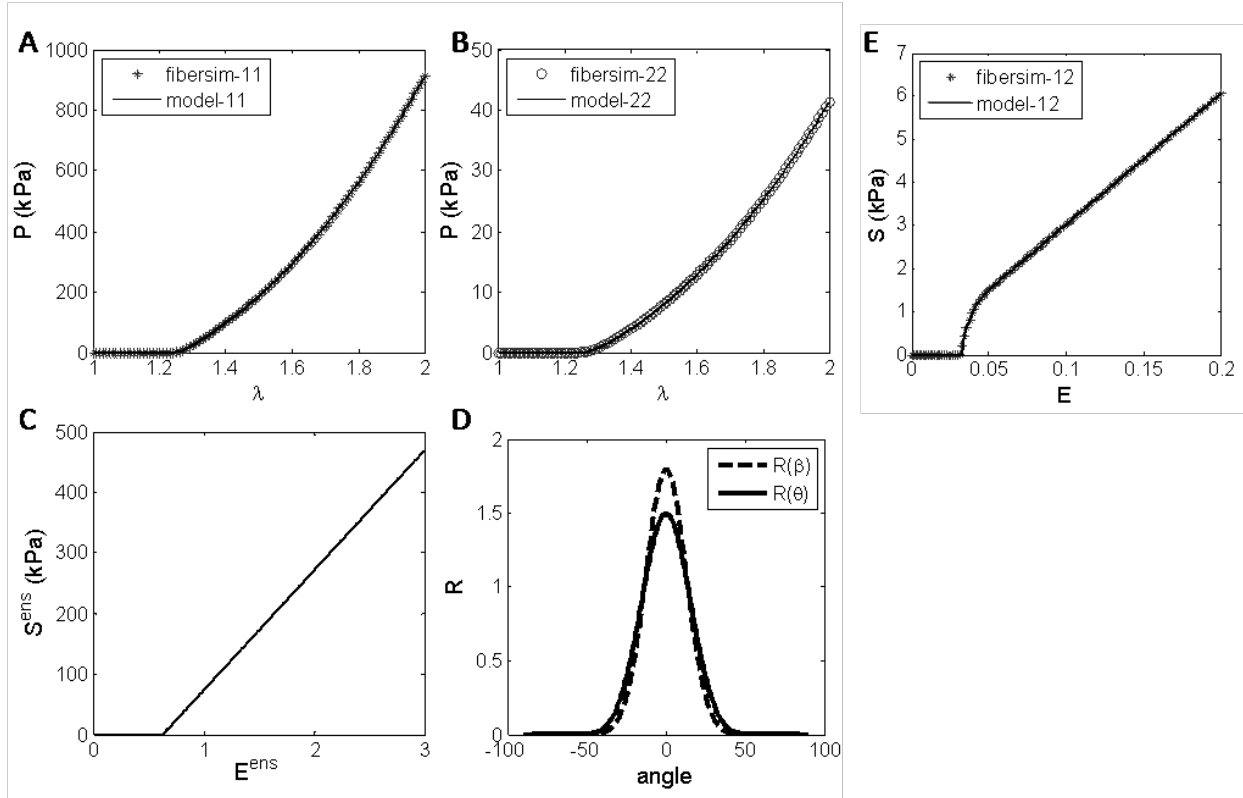 A
1000
800
600
400
200
0
P (kPa)
fibersim-11
model-11
1 1.2 1.4 1.6 1.8 2
λ
B
50
40
30
20
10
0
P (kPa)
fibersim-22
model-22
1 1.2 1.4 1.6 1.8 2
λ
E
7
6
5
4
3
2
1
0
S (kPa)
fibersim-12
model-12
0 0.05 0.1 0.15 0.2
E
C
500
400
300
200
100
0
S^ens (kPa)
0 1 2 3
E^ens
D
2
1.5
1
0.5
0
R
R(β)
R(θ)
-100 -50 0 50 100
angle